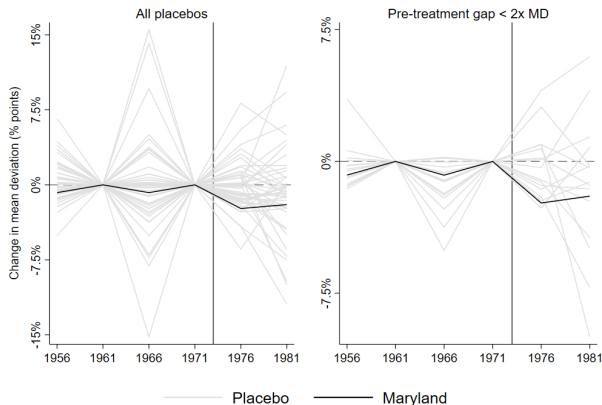 All placebos
Change in mean deviation (% points)
15%
7.5%
0%
-7.5%
-15%
1956 1961 1966 1971 1976 1981
Pre-treatment gap < 2x MD
7.5%
0%
-7.5%
1956 1961 1966 1971 1976 1981
Placebo Maryland